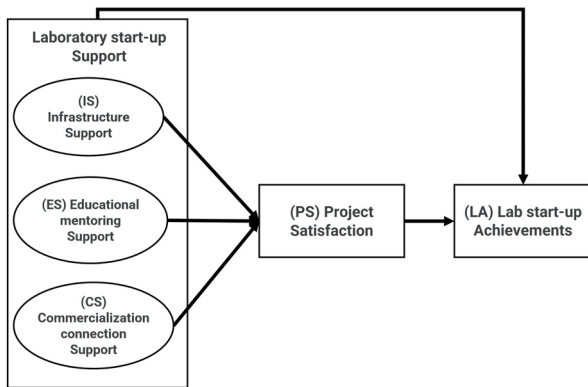 Laboratory start-up
Support
(IS)
Infrastructure
Support
(ES) Educational
mentoring
Support
(CS)
Commercialization
connection
Support
(PS) Project
Satisfaction
(LA) Lab start-up
Achievements